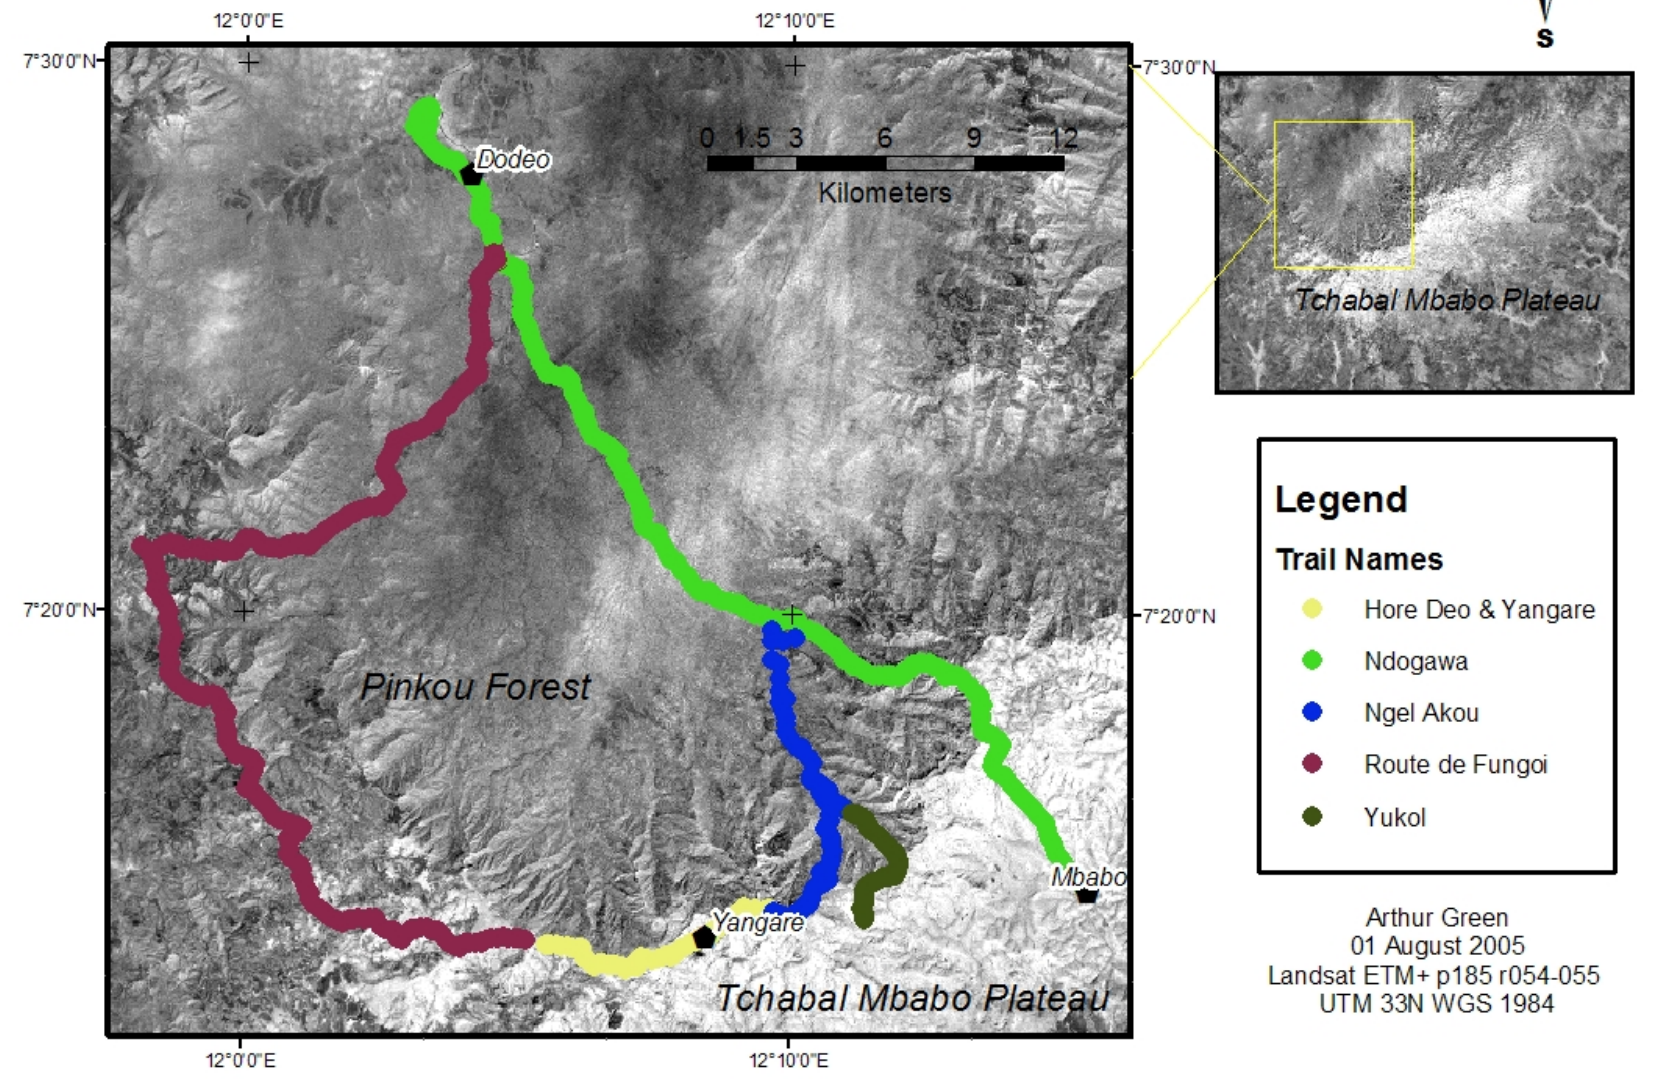 12°0'0"E
12°10'0"E
S
7°30'0"N
7°30'0"N
Dodeo
0 1.5 3 6 9 12
Kilometers
Tchabal Mbabo Plateau
Legend
Trail Names
Hore Deo & Yangare
Ndogawa
Ngel Akou
Route de Fungoi
Yukol
7°20'0"N
7°20'0"N
Pinkou Forest
Mbabo
Yangare
Tchabal Mbabo Plateau
Arthur Green
01 August 2005
Landsat ETM+ p185 r054-055
UTM 33N WGS 1984
12°0'0"E
12°10'0"E